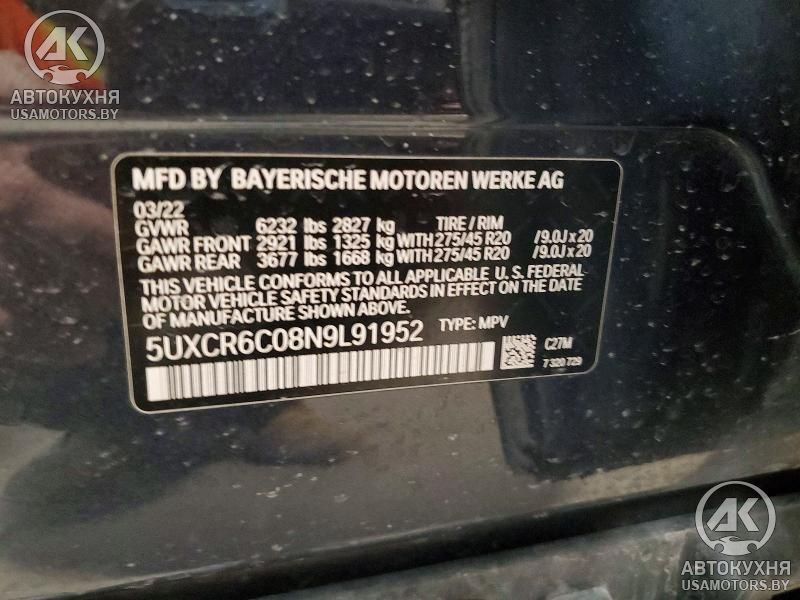 AK
АВТОКУХНЯ
USAMOTORS.BY
MFD BY BAYERISCHE MOTOREN WERKE AG
03/22
GVWR 6232 lbs 2827 kg TIRE / RIM
GAWR FRONT 2921 lbs 1325 kg WITH 275/45 R20 /9.0J x 20
GAWR REAR 3677 lbs 1668 kg WITH 275/45 R20 /9.0J x 20
THIS VEHICLE CONFORMS TO ALL APPLICABLE U.S. FEDERAL
MOTOR VEHICLE SAFETY STANDARDS IN EFFECT ON THE DATE
OF MANUFACTURE SHOWN ABOVE.
5UXCR6C08N9L91952 TYPE: MPV
C27M
7 320 729
AK
АВТОКУХНЯ
USAMOTORS.BY